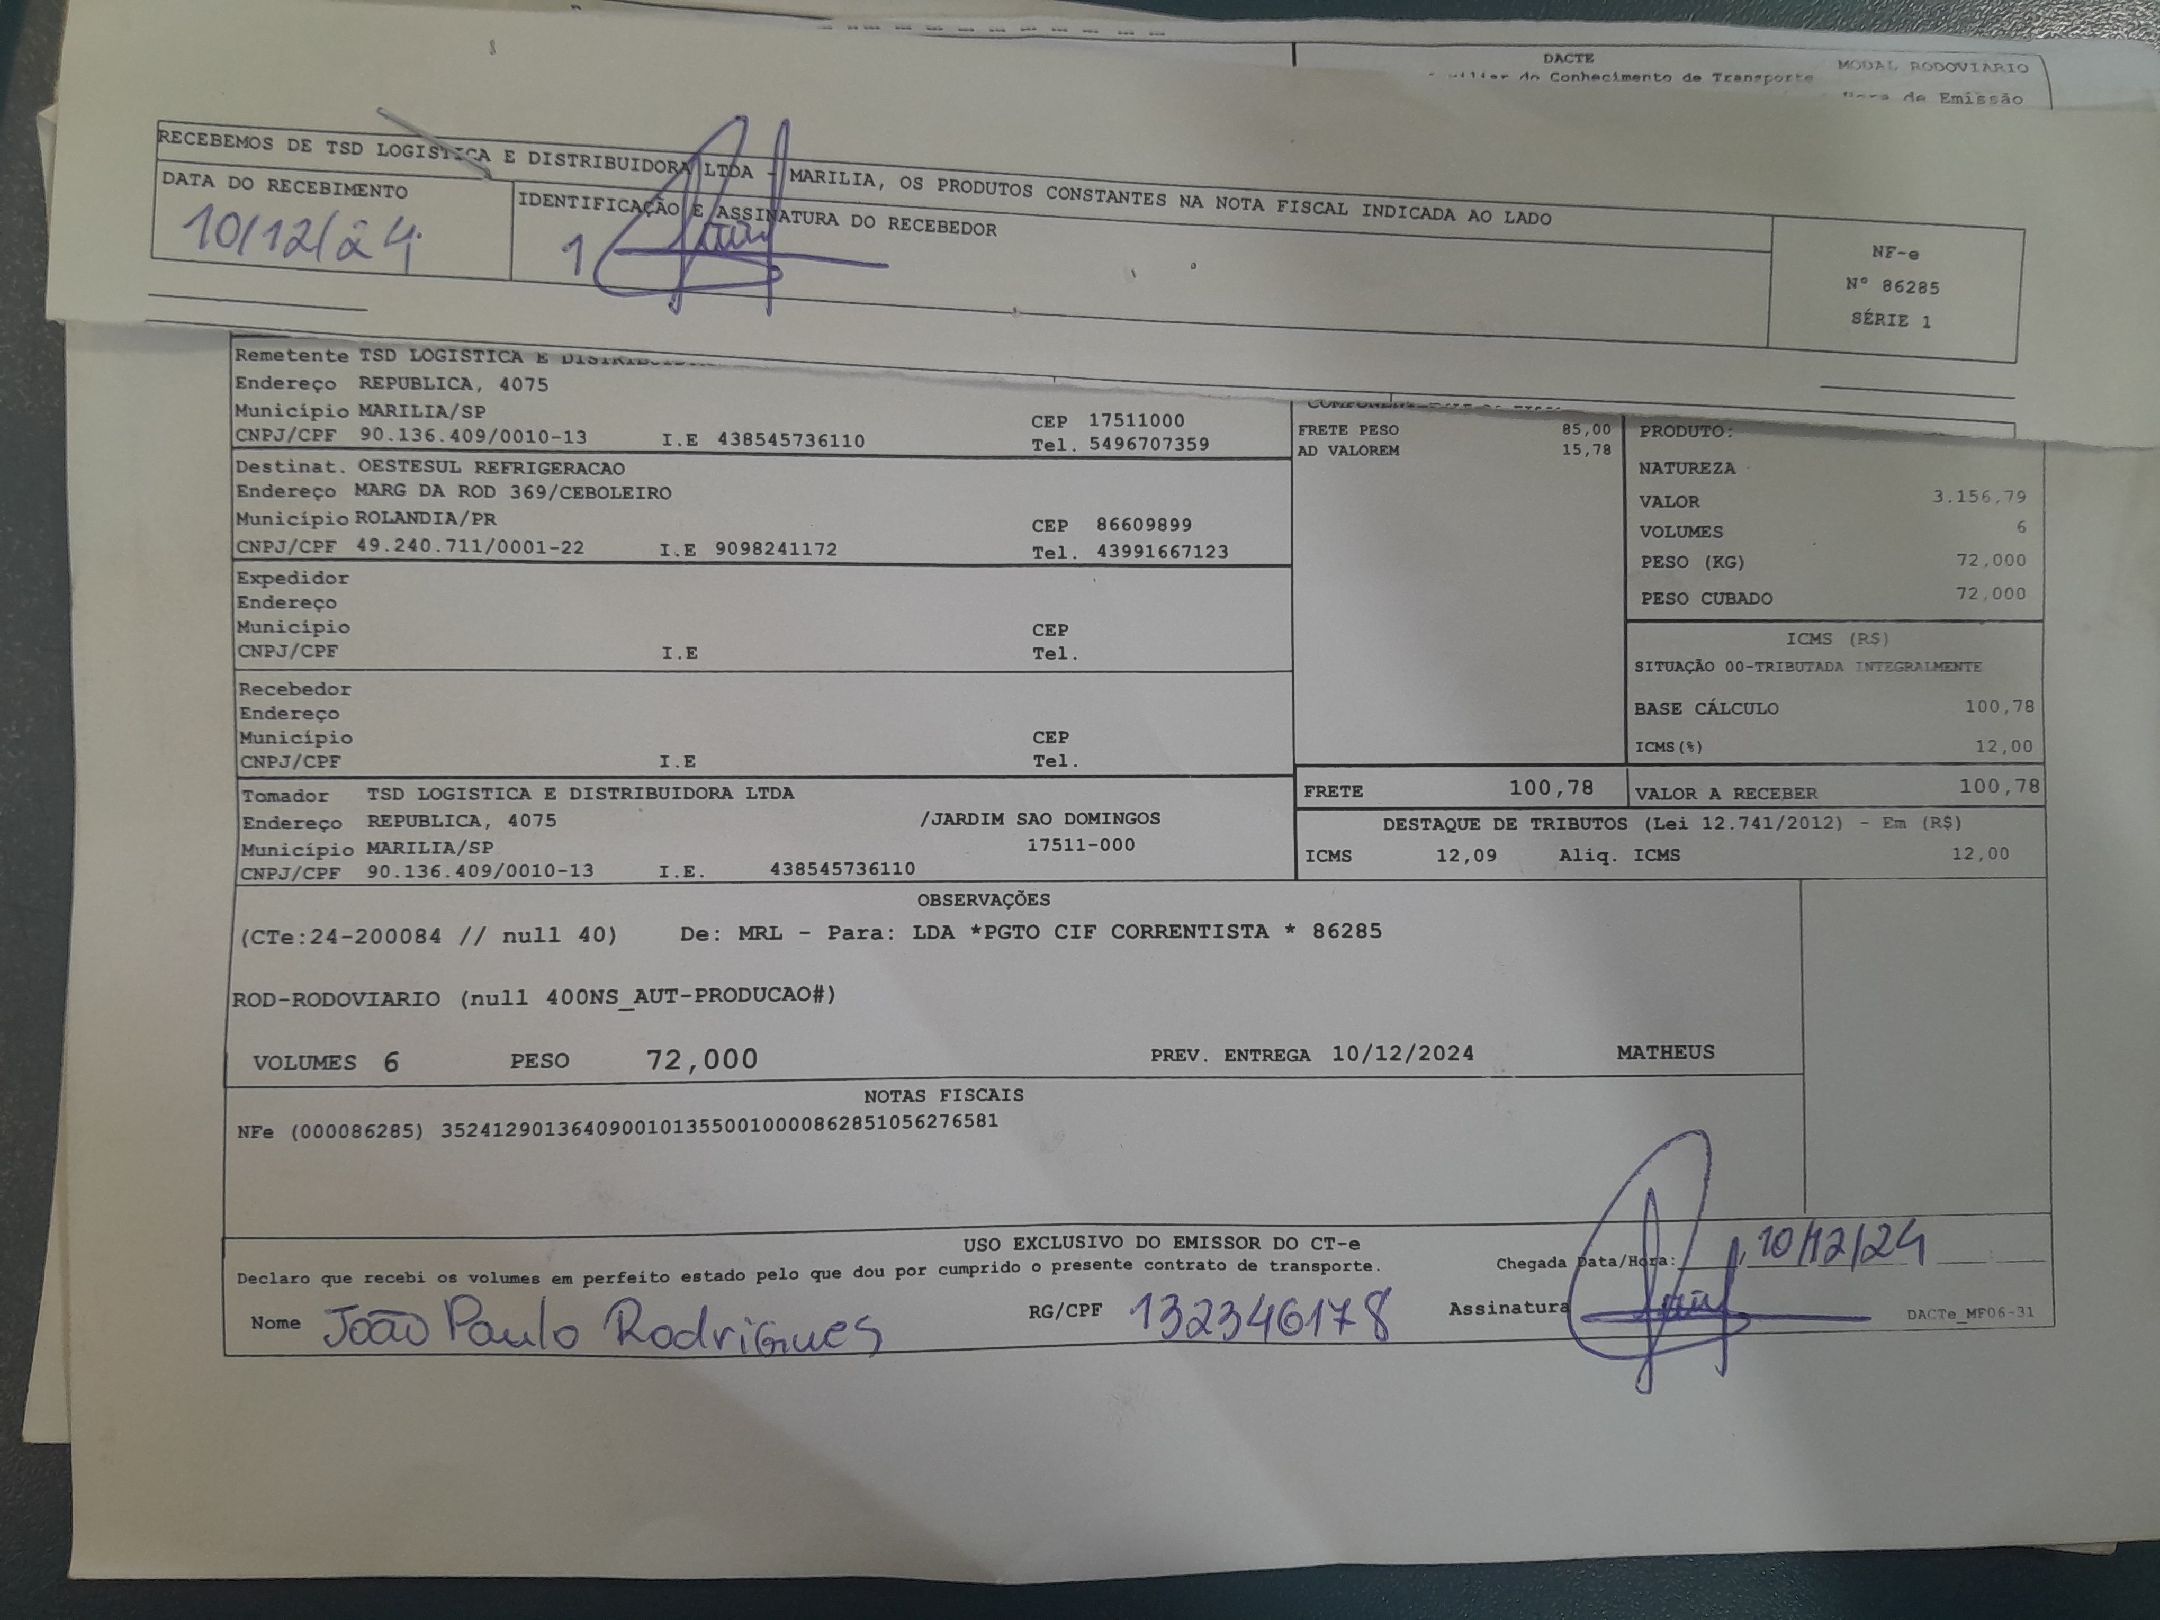 DACTE
MODAL RODOVIARIO
do Conhecimento de Transporte
de Emissão
RECEBEMOS DE TSD LOGISTICA E DISTRIBUIDORA LTDA - MARILIA, OS PRODUTOS CONSTANTES NA NOTA FISCAL INDICADA AO LADO
DATA DO RECEBIMENTO
10/12/24
IDENTIFICAÇÃO E ASSINATURA DO RECEBEDOR
NF-e
Nº 86285
SÉRIE 1
Remetente TSD LOGISTICA E
Endereço REPUBLICA, 4075
Município MARILIA/SP CEP 17511000
CNPJ/CPF 90.136.409/0010-13 I.E 438545736110 Tel. 5496707359
Destinat. OESTESUL REFRIGERACAO
Endereço MARG DA ROD 369/CEBOLEIRO
Município ROLANDIA/PR CEP 86609899
CNPJ/CPF 49.240.711/0001-22 I.E 9098241172 Tel. 43991667123
Expedidor
Endereço
Município CEP
CNPJ/CPF I.E Tel.
Recebedor
Endereço
Município CEP
CNPJ/CPF I.E Tel.
Tomador TSD LOGISTICA E DISTRIBUIDORA LTDA
Endereço REPUBLICA, 4075 /JARDIM SAO DOMINGOS
Município MARILIA/SP 17511-000
CNPJ/CPF 90.136.409/0010-13 I.E. 438545736110
FRETE PESO 85,00
AD VALOREM 15,78
PRODUTO:
NATUREZA
VALOR 3.156,79
VOLUMES 6
PESO (KG) 72,000
PESO CUBADO 72,000
ICMS (R$)
SITUAÇÃO 00-TRIBUTADA INTEGRALMENTE
BASE CÁLCULO 100,78
ICMS(%) 12,00
FRETE 100,78 VALOR A RECEBER 100,78
DESTAQUE DE TRIBUTOS (Lei 12.741/2012) - Em (R$)
ICMS 12,09 Aliq. ICMS 12,00
OBSERVAÇÕES
(CTe:24-200084 // null 40) De: MRL - Para: LDA *PGTO CIF CORRENTISTA * 86285
ROD-RODOVIARIO (null 400NS_AUT-PRODUCAO#)
VOLUMES 6 PESO 72,000 PREV. ENTREGA 10/12/2024 MATHEUS
NOTAS FISCAIS
NFe (000086285) 35241290136409001013550010000862851056276581
USO EXCLUSIVO DO EMISSOR DO CT-e
Declaro que recebi os volumes em perfeito estado pelo que dou por cumprido o presente contrato de transporte.
Chegada Data/Hora: 10/12/24
Nome João Paulo Rodrigues RG/CPF 132346178 Assinatura
DACTe_MF06-31